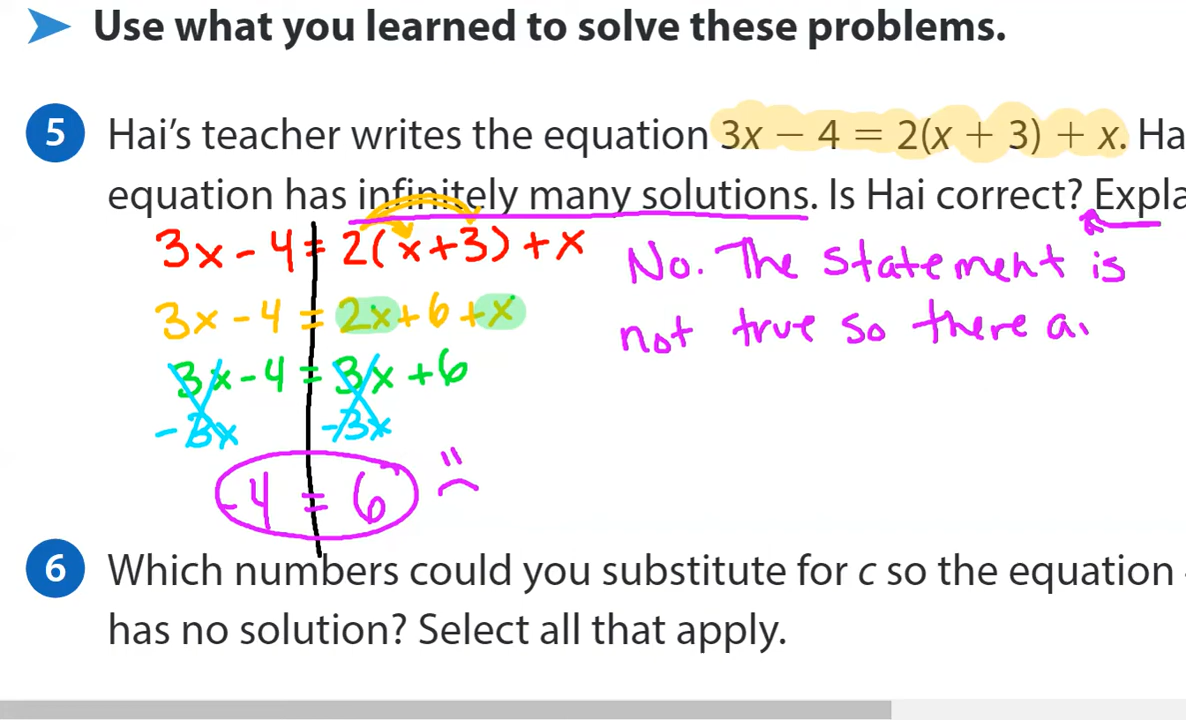 Use what you learned to solve these problems.
5 Hai's teacher writes the equation 3x − 4 = 2(x + 3) + x. Ha
equation has infinitely many solutions. Is Hai correct? Expla
3x - 4 = 2(x+3) + x
No. The statement is
3x - 4 = 2x + 6 + x
not true so there
3x - 4 = 3x + 6
-3x -3x
-4 = 6
6 Which numbers could you substitute for c so the equation
has no solution? Select all that apply.